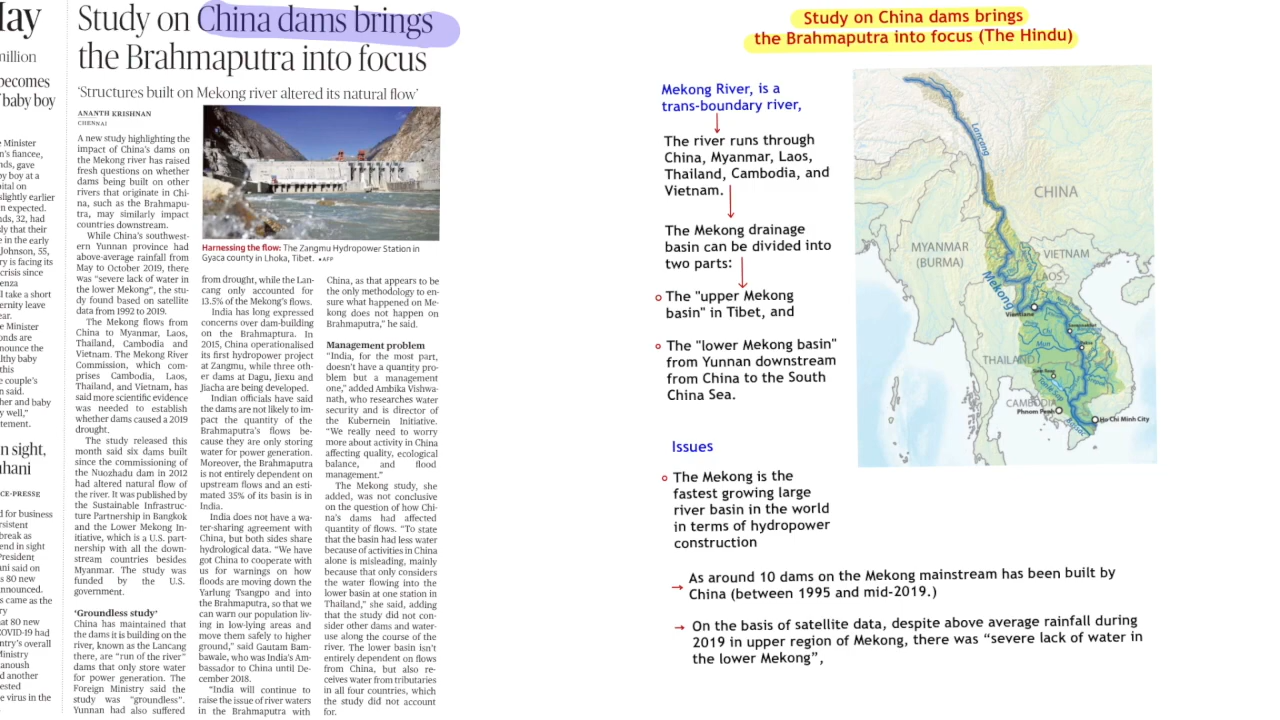 May
million
becomes
baby boy
Study on China dams brings
the Brahmaputra into focus
'Structures built on Mekong river altered its natural flow'
ANANTH KRISHNAN
CHENNAI
A new study highlighting the
impact of China's dams on
the Mekong river has raised
fresh questions on whether
dams being built on other
rivers that originate in Chi-
na, such as the Brahmapu-
tra, may similarly impact
countries downstream.
While China's southwest-
ern Yunnan province had
above-average rainfall from
May to October 2019, there
was "severe lack of water in
the lower Mekong", the stu-
dy found based on satellite
data from 1992 to 2019.
The Mekong flows from
China to Myanmar, Laos,
Thailand, Cambodia and
Vietnam. The Mekong River
Commission, which com-
prises Cambodia, Laos,
Thailand, and Vietnam, has
said more scientific evidence
was needed to establish
whether dams caused a 2019
drought.
The study released this
month said six dams built
since the commissioning of
the Nuozhadu dam in 2012
had altered natural flow of
the river. It was published by
the Sustainable Infrastruc-
ture Partnership in Bangkok
and the Lower Mekong In-
itiative, which is a U.S. part-
nership with all the down-
stream countries besides
Myanmar. The study was
funded by the U.S.
government.
'Groundless study'
China has maintained that
the dams it is building on the
river, known as the Lancang
there, are "run of the river"
dams that only store water
for power generation. The
Foreign Ministry said the
study was "groundless".
Yunnan had also suffered
Harnessing the flow: The Zangmu Hydropower Station in
Gyaca county in Lhoka, Tibet. •AFP
from drought, while the Lan-
cang only accounted for
13.5% of the Mekong's flows.
India has long expressed
concerns over dam-building
on the Brahmaptura. In
2015, China operationalised
its first hydropower project
at Zangmu, while three oth-
er dams at Dagu, Jiexu and
Jiacha are being developed.
Indian officials have said
the dams are not likely to im-
pact the quantity of the
Brahmaputra's flows be-
cause they are only storing
water for power generation.
Moreover, the Brahmaputra
is not entirely dependent on
upstream flows and an esti-
mated 35% of its basin is in
India.
India does not have a wa-
ter-sharing agreement with
China, but both sides share
hydrological data. "We have
got China to cooperate with
us for warnings on how
floods are moving down the
Yarlung Tsangpo and into
the Brahmaputra, so that we
can warn our population liv-
ing in low-lying areas and
move them safely to higher
ground," said Gautam Bam-
bawale, who was India's Am-
bassador to China until De-
cember 2018.
"India will continue to
raise the issue of river waters
in the Brahmaputra with
China, as that appears to be
the only methodology to en-
sure what happened on Me-
kong does not happen on
Brahmaputra," he said.
Management problem
"India, for the most part,
doesn't have a quantity pro-
blem but a management
one," added Ambika Vishwa-
nath, who researches water
security and is director of
the Kubernein Initiative.
"We really need to worry
more about activity in China
affecting quality, ecological
balance, and flood
management."
The Mekong study, she
added, was not conclusive
on the question of how Chi-
na's dams had affected
quantity of flows. "To state
that the basin had less water
because of activities in China
alone is misleading, mainly
because that only considers
the water flowing into the
lower basin at one station in
Thailand," she said, adding
that the study did not con-
sider other dams and water-
use along the course of the
river. The lower basin isn't
entirely dependent on flows
from China, but also re-
ceives water from tributaries
in all four countries, which
the study did not account
for.
Study on China dams brings
the Brahmaputra into focus (The Hindu)
Mekong River, is a
trans-boundary river,
The river runs through
China, Myanmar, Laos,
Thailand, Cambodia, and
Vietnam.
The Mekong drainage
basin can be divided into
two parts:
The "upper Mekong
basin" in Tibet, and
The "lower Mekong basin"
from Yunnan downstream
from China to the South
China Sea.
Issues
The Mekong is the
fastest growing large
river basin in the world
in terms of hydropower
construction
As around 10 dams on the Mekong mainstream has been built by
China (between 1995 and mid-2019.)
On the basis of satellite data, despite above average rainfall during
2019 in upper region of Mekong, there was “severe lack of water in
the lower Mekong”,
Lancang
CHINA
MYANMAR
(BURMA)
VIETNAM
LAOS
Mekong
Vientiane
Chi
Mun
Pakse
THAILAND
CAMBODIA
Phnom Penh
Ho Chi Minh City